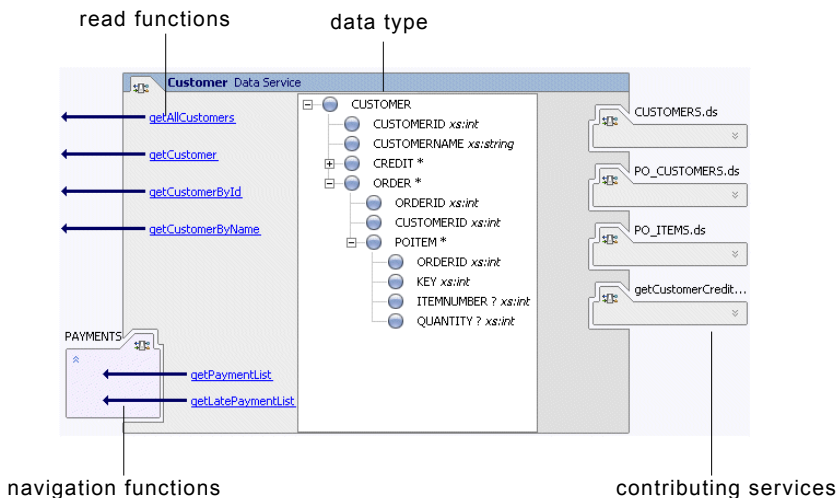 read functions
data type
Customer Data Service
getAllCustomers
getCustomer
getCustomerById
getCustomerByName
CUSTOMER
CUSTOMERID xs:int
CUSTOMERNAME xs:string
CREDIT *
ORDER *
ORDERID xs:int
CUSTOMERID xs:int
POITEM *
ORDERID xs:int
KEY xs:int
ITEMNUMBER ? xs:int
QUANTITY ? xs:int
CUSTOMERS.ds
PO_CUSTOMERS.ds
PO_ITEMS.ds
getCustomerCredit...
PAYMENTS
getPaymentList
getLatePaymentList
navigation functions
contributing services